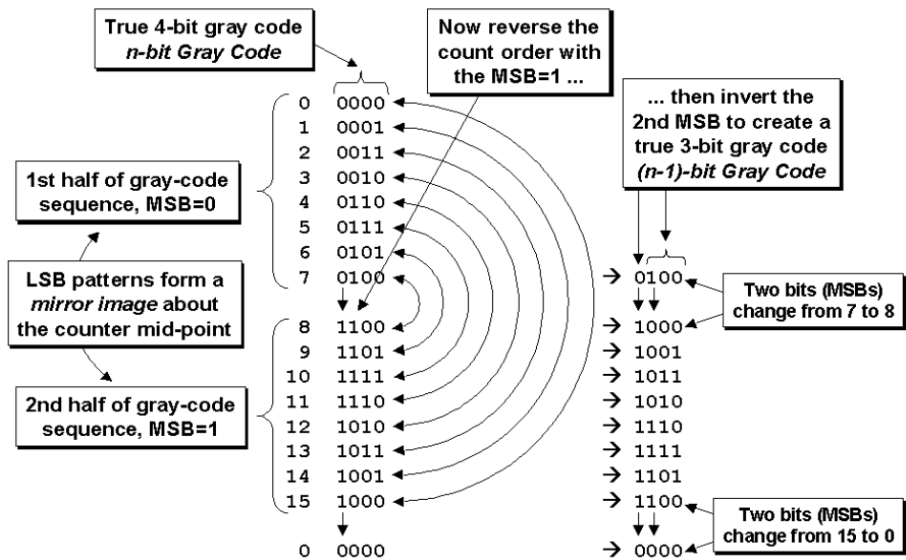 True 4-bit gray code
n-bit Gray Code
Now reverse the
count order with
the MSB=1 ...
... then invert the
2nd MSB to create a
true 3-bit gray code
(n-1)-bit Gray Code
1st half of gray-code
sequence, MSB=0
LSB patterns form a
mirror image about
the counter mid-point
2nd half of gray-code
sequence, MSB=1
0 0000
1 0001
2 0011
3 0010
4 0110
5 0111
6 0101
7 0100
8 1100
9 1101
10 1111
11 1110
12 1010
13 1011
14 1001
15 1000
0 0000
0100
1000
1001
1011
1010
1110
1111
1101
1100
0000
Two bits (MSBs)
change from 7 to 8
Two bits (MSBs)
change from 15 to 0